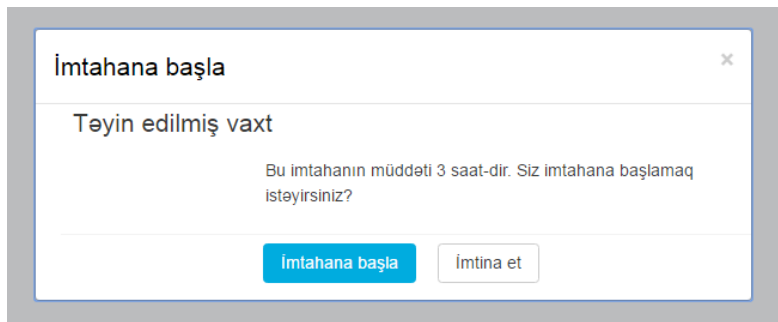 İmtahana başla
×
Təyin edilmiş vaxt
Bu imtahanın müddəti 3 saat-dir. Siz imtahana başlamaq
istəyirsiniz?
İmtahana başla İmtina et